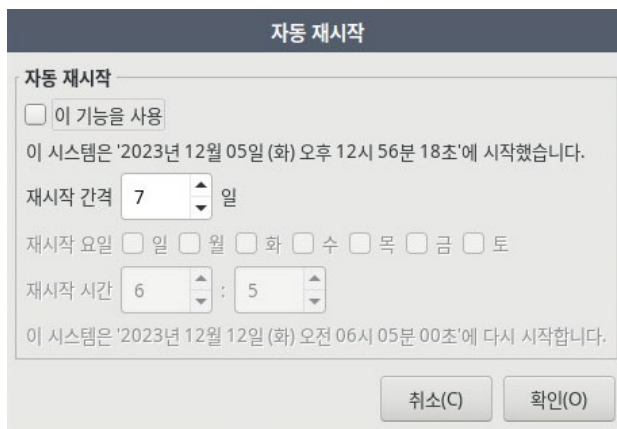 자동 재시작
자동 재시작
이 기능을 사용
이 시스템은 '2023년 12월 05일 (화) 오후 12시 56분 18초'에 시작했습니다.
재시작 간격 7 일
재시작 요일 일 월 화 수 목 금 토
재시작 시간 6 : 5
이 시스템은 '2023년 12월 12일 (화) 오전 06시 05분 00초'에 다시 시작합니다.
취소(C) 확인(O)